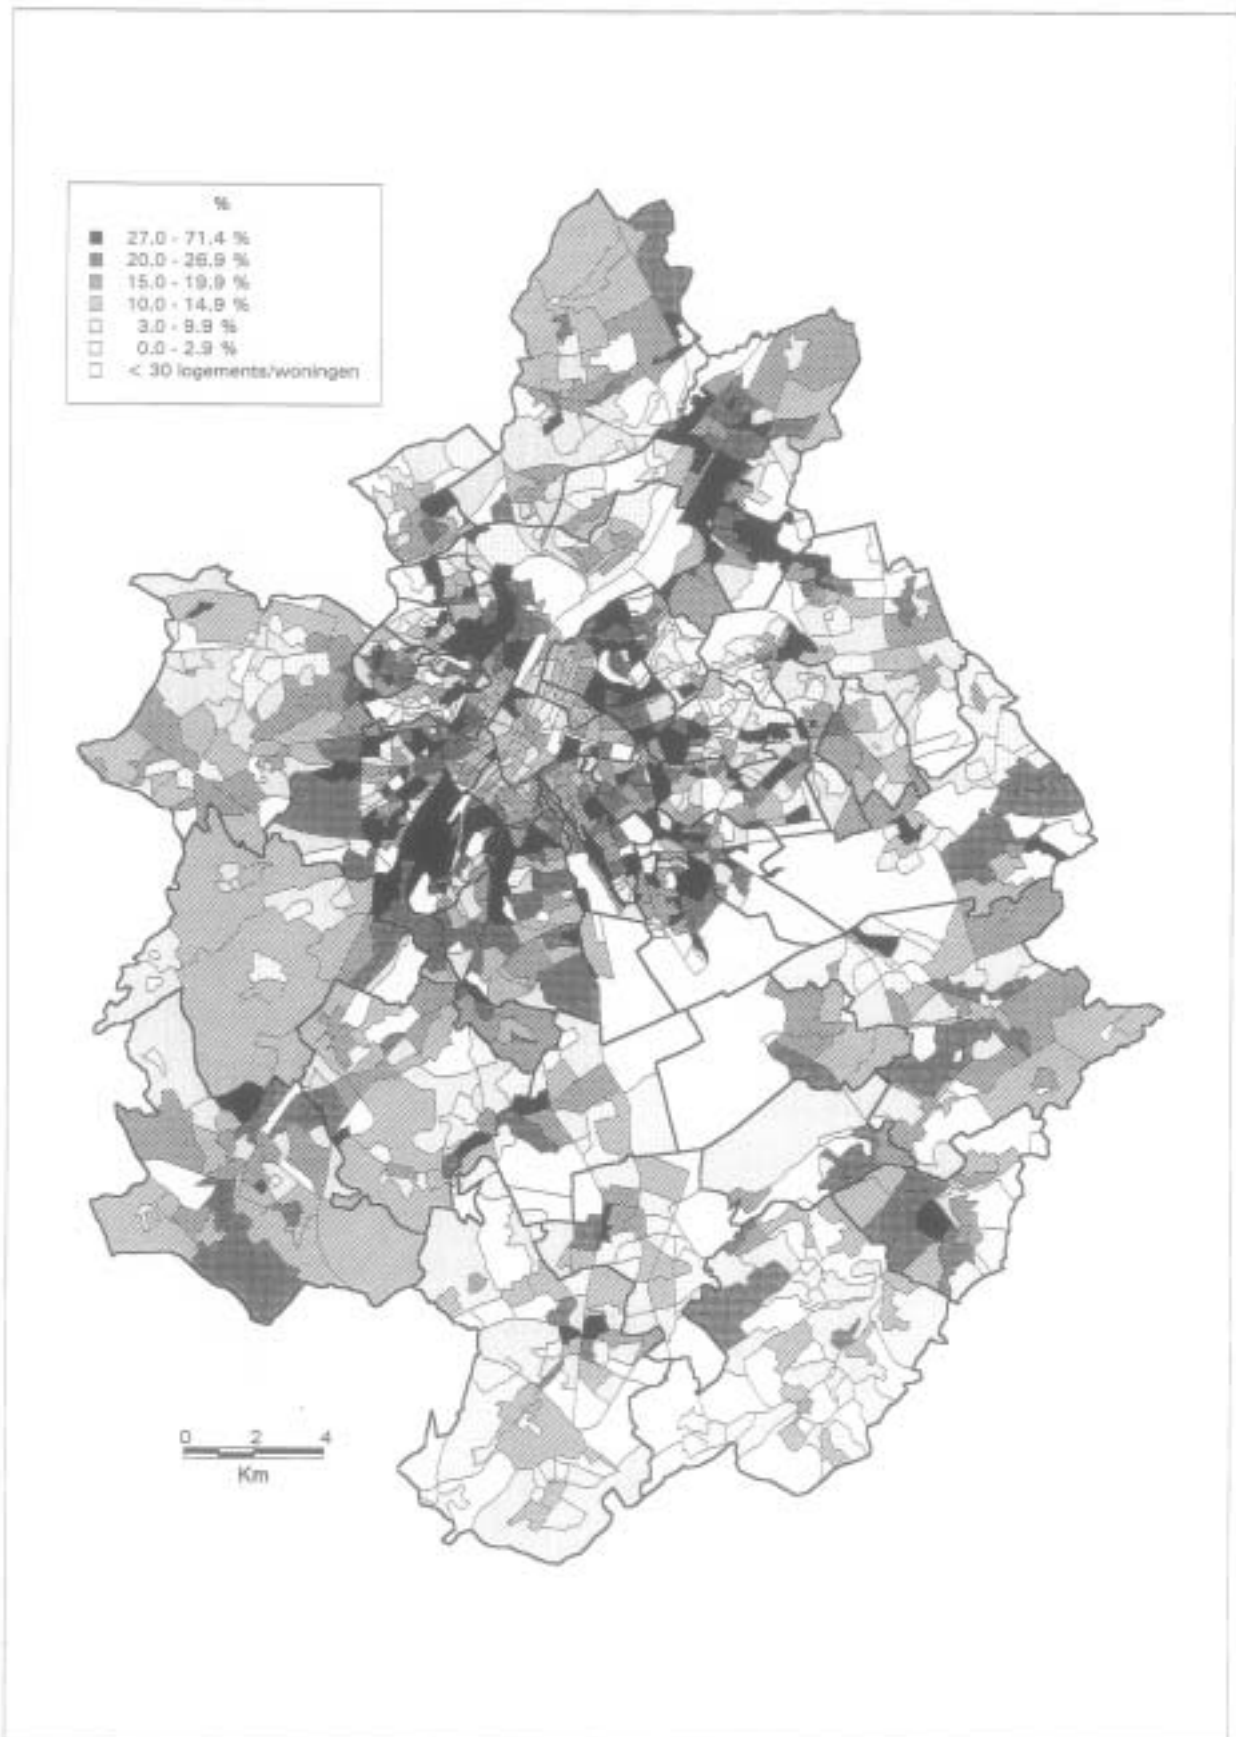 %
27.0 - 71.4 %
20.0 - 26.9 %
15.0 - 19.9 %
10.0 - 14.9 %
3.0 - 9.9 %
0.0 - 2.9 %
< 30 logements/woningen
0 2 4
Km